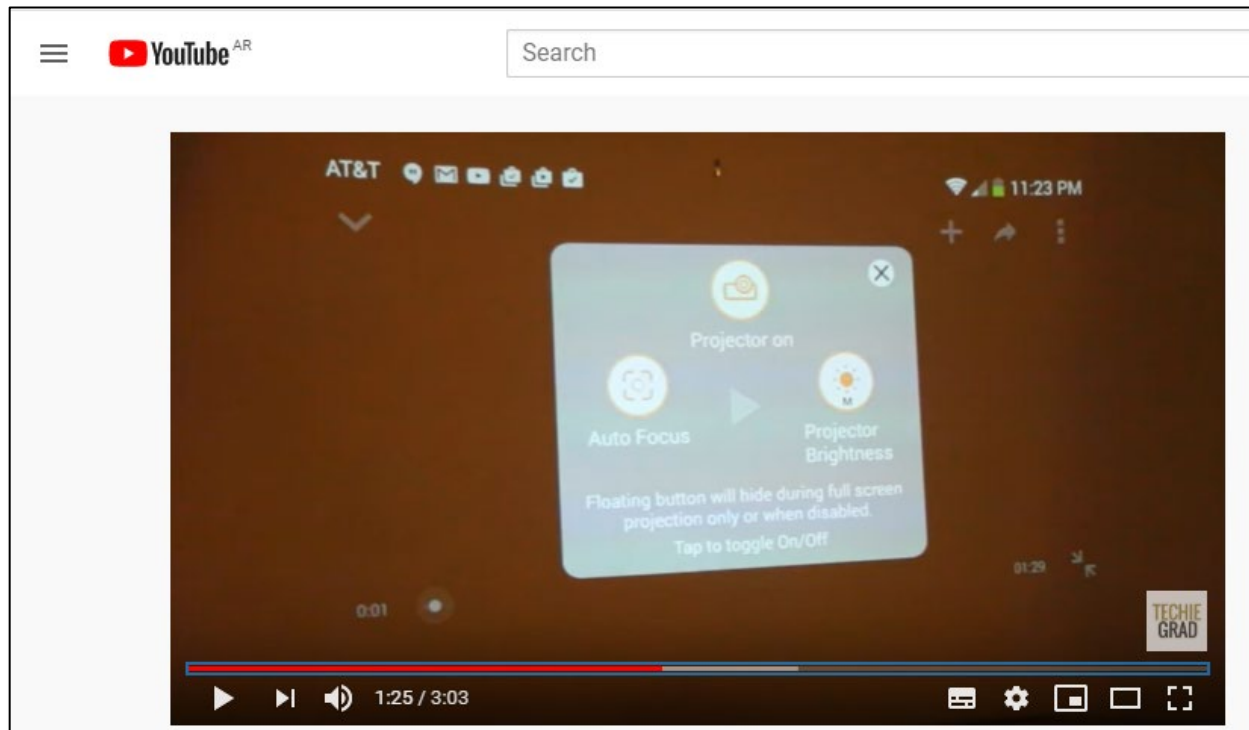 YouTube AR
Search
AT&T
11:23 PM
Projector on
Auto Focus
M
Projector
Brightness
Floating button will hide during full screen
projection only or when disabled.
Tap to toggle On/Off
01:29
0:01
TECHIE
GRAD
1:25 / 3:03